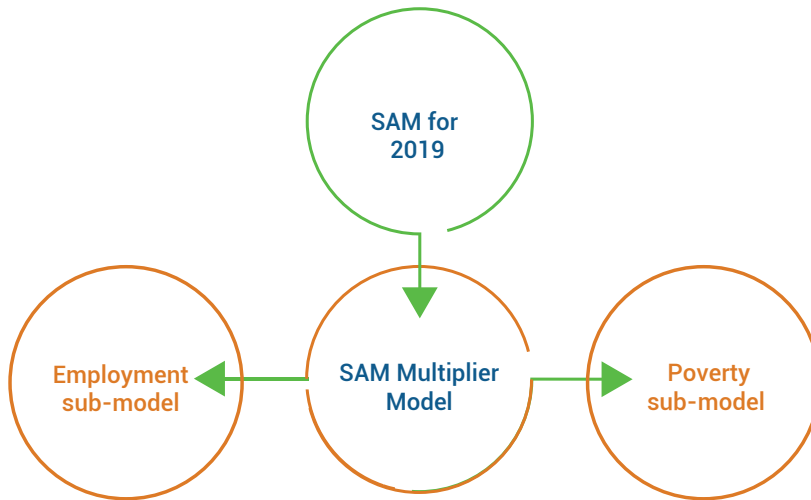 SAM for
2019
Employment
sub-model
SAM Multiplier
Model
Poverty
sub-model